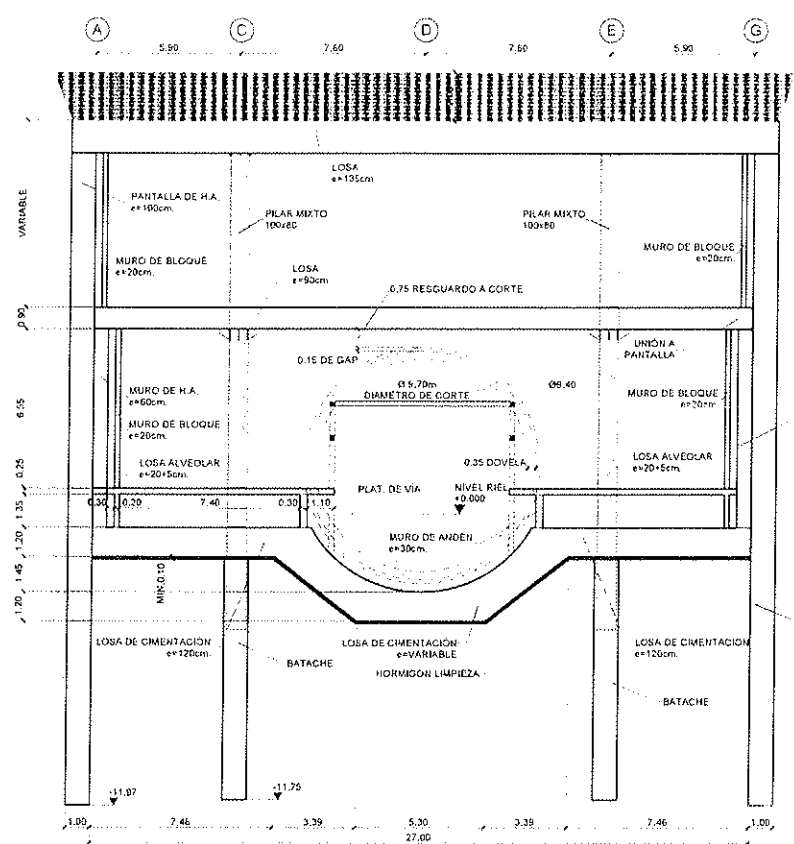 A
C
D
E
G
5.90
7.60
7.60
5.90
LOSA
e=135cm
PANTALLA DE H.A.
e=100cm.
PILAR MIXTO
100x80
PILAR MIXTO
100x80
VARIABLE
MURO DE BLOQUE
e=20cm.
MURO DE BLOQUE
e=20cm.
LOSA
e=90cm
0.75 RESGUARDO A CORTE
0.90
UNIÓN A
PANTALLA
0.15 DE GAP
MURO DE H.A.
e=60cm.
Ø 9,70m
DIAMETRO DE CORTE
Ø9.40
MURO DE BLOQUE
e=20cm.
MURO DE BLOQUE
e=20cm.
6.55
LOSA ALVEOLAR
e=20+5cm.
0.35 DOVELA
LOSA ALVEOLAR
e=20+5cm
0.25
PLAT. DE VÍA
NIVEL RIEL
+0.000
0.30
0.20
7.40
0.30
1.10
1.35
MURO DE ANDÉN
e=30cm.
1.20
1.45
MIN.0.10
1.20
LOSA DE CIMENTACIÓN
e=120cm.
BATACHE
LOSA DE CIMENTACIÓN
e=VARIABLE
HORMIGON LIMPIEZA
LOSA DE CIMENTACION
e=120cm.
BATACHE
-11.97
-11.75
1.00
7.46
3.39
5.30
3.39
7.46
1.00
27.00